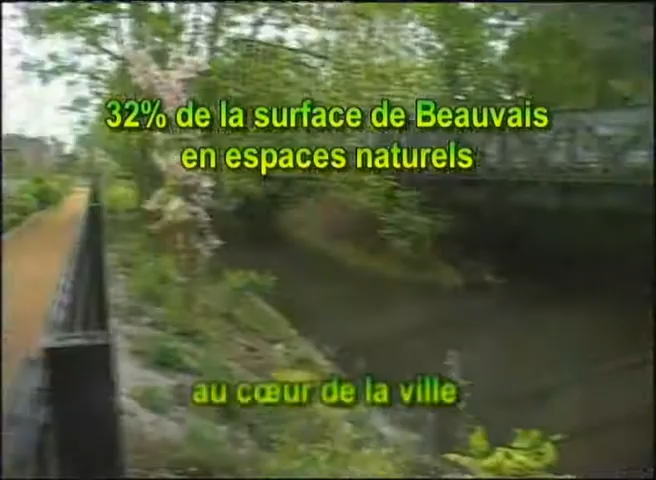 32% de la surface de Beauvais
en espaces naturels
au cœur de la ville